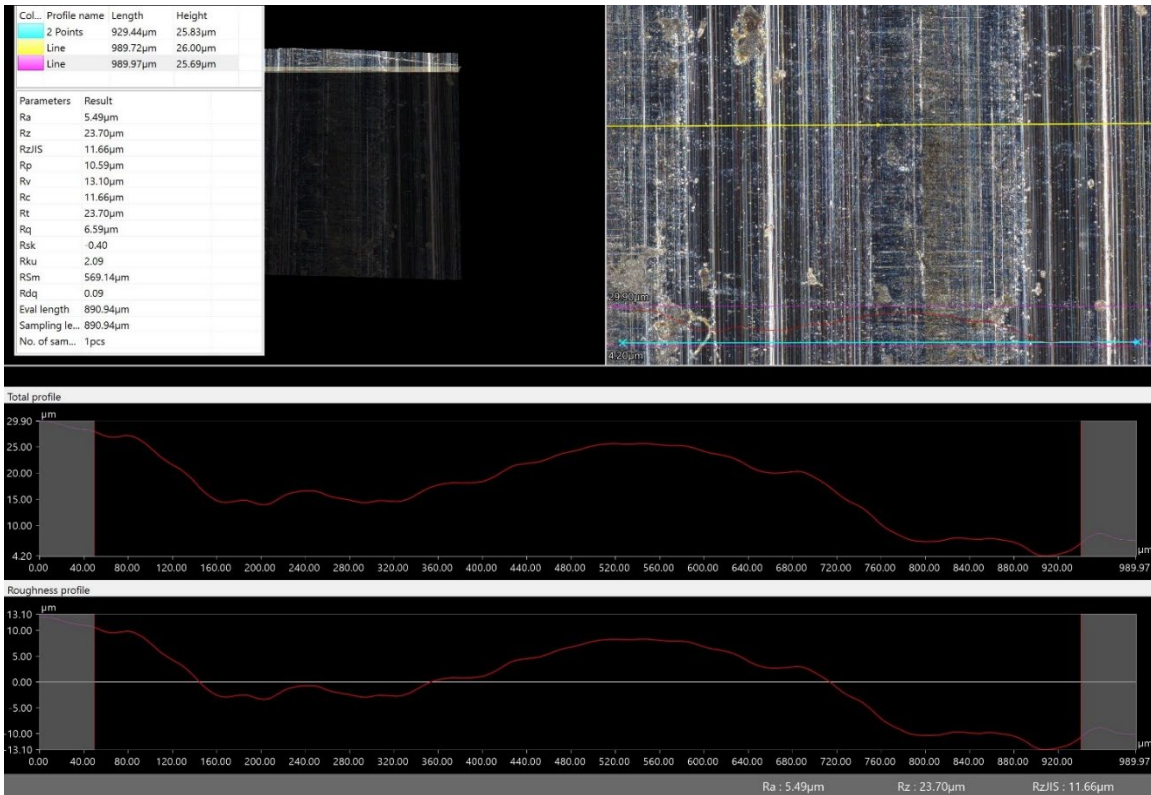 Col... Profile name Length Height
2 Points 929.44µm 25.83µm
Line 989.72µm 26.00µm
Line 989.97µm 25.69µm
Parameters Result
Ra 5.49µm
Rz 23.70µm
RzJIS 11.66µm
Rp 10.59µm
Rv 13.10µm
Rc 11.66µm
Rt 23.70µm
Rq 6.59µm
Rsk -0.40
Rku 2.09
RSm 569.14µm
Rdq 0.09
Eval length 890.94µm
Sampling le... 890.94µm
No. of sam... 1pcs
29.90µm
4.20µm
Total profile
µm
29.90
25.00
20.00
15.00
10.00
4.20
µm
0.00 40.00 80.00 120.00 160.00 200.00 240.00 280.00 320.00 360.00 400.00 440.00 480.00 520.00 560.00 600.00 640.00 680.00 720.00 760.00 800.00 840.00 880.00 920.00 989.97
Roughness profile
µm
13.10
10.00
5.00
0.00
-5.00
-10.00
-13.10
µm
0.00 40.00 80.00 120.00 160.00 200.00 240.00 280.00 320.00 360.00 400.00 440.00 480.00 520.00 560.00 600.00 640.00 680.00 720.00 760.00 800.00 840.00 880.00 920.00 989.97
Ra : 5.49µm Rz : 23.70µm RzJIS : 11.66µm